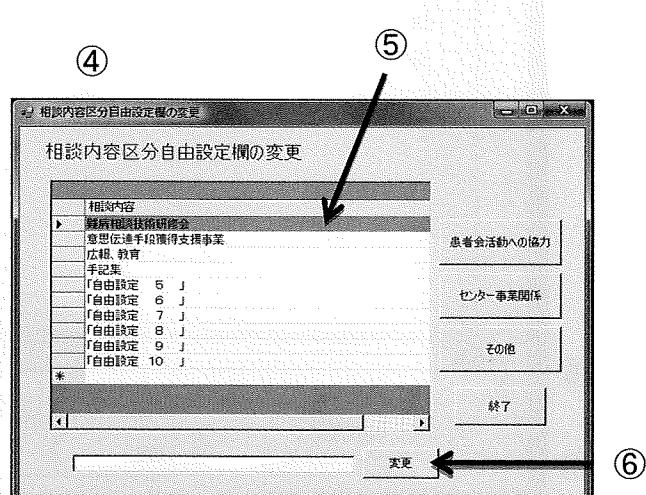 ④
⑤
相談内容区分自由設定欄の変更
相談内容区分自由設定欄の変更
相談内容
難病相談技術研修会
意思伝達手段獲得支援事業
広報、教育
手記集
「自由設定 5 」
「自由設定 6 」
「自由設定 7 」
「自由設定 8 」
「自由設定 9 」
「自由設定 10 」
*
患者会活動への協力
センター事業関係
その他
終了
変更
⑥